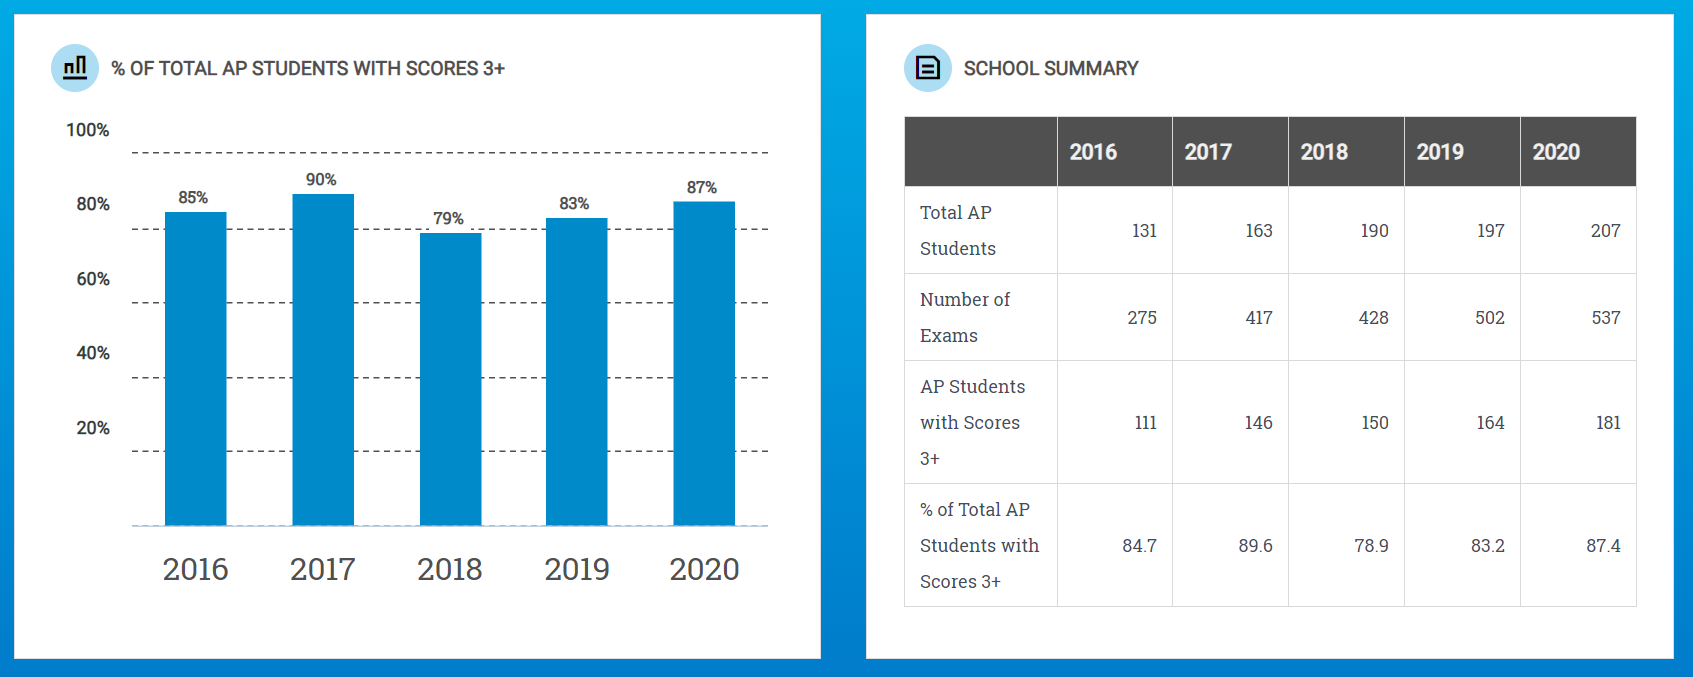 % OF TOTAL AP STUDENTS WITH SCORES 3+
100%
80%
60%
40%
20%
85%
90%
79%
83%
87%
2016 2017 2018 2019 2020
SCHOOL SUMMARY
2016 2017 2018 2019 2020
Total AP
Students
131 163 190 197 207
Number of
Exams
275 417 428 502 537
AP Students
with Scores
3+
111 146 150 164 181
% of Total AP
Students with
Scores 3+
84.7 89.6 78.9 83.2 87.4